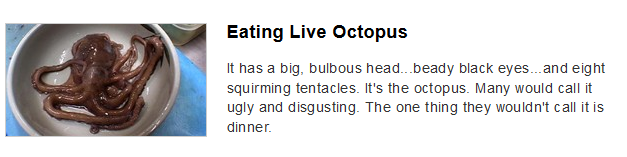 Eating Live Octopus
It has a big, bulbous head...beady black eyes...and eight
squirming tentacles. It's the octopus. Many would call it
ugly and disgusting. The one thing they wouldn't call it is
dinner.